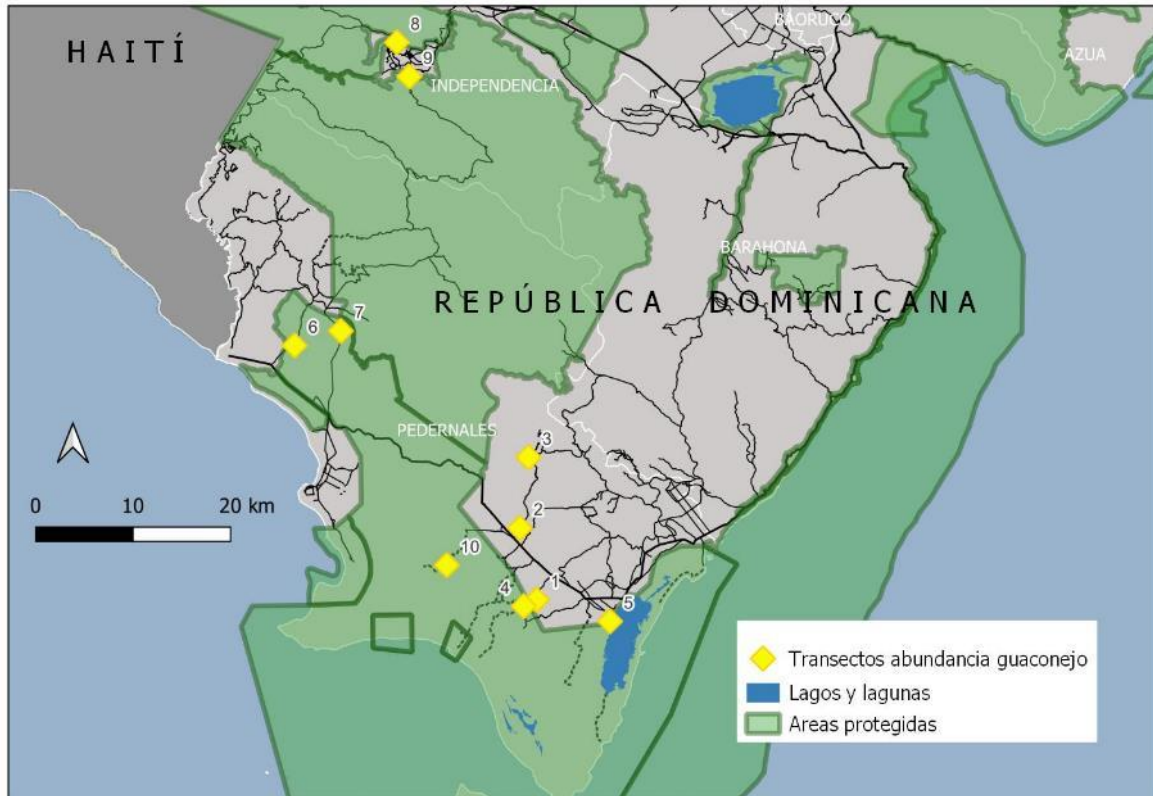 HAITÍ
8
9
INDEPENDENCIA
BAORUCO
AZUA
BARAHONA
REPÚBLICA DOMINICANA
6
7
PEDERNALES
3
2
10
4
1
5
0 10 20 km
Transectos abundancia guaconejo
Lagos y lagunas
Areas protegidas